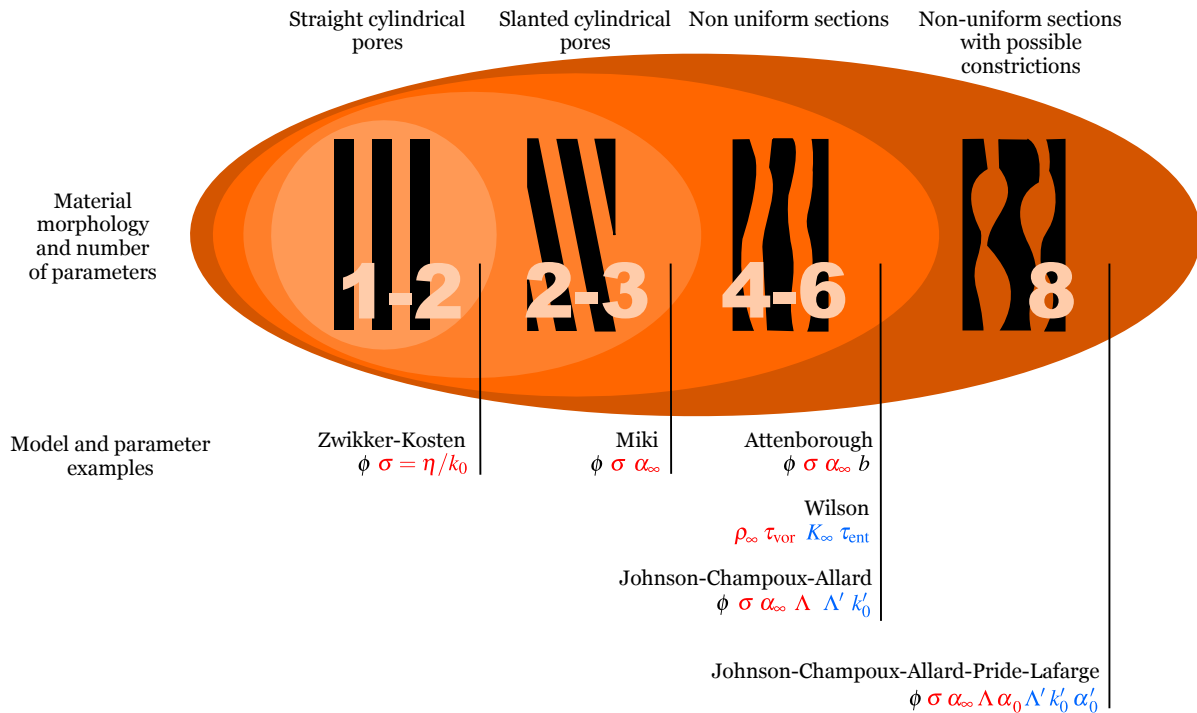 Straight cylindrical
pores
Slanted cylindrical
pores
Non uniform sections
Non-uniform sections
with possible
constrictions
Material
morphology
and number
of parameters
1-2
2-3
4-6
8
Model and parameter
examples
Zwikker-Kosten
ϕ σ = η/k₀
Miki
ϕ σ α∞
Attenborough
ϕ σ α∞ b
Wilson
ρ∞ τvor K∞ τent
Johnson-Champoux-Allard
ϕ σ α∞ Λ Λ′ k′₀
Johnson-Champoux-Allard-Pride-Lafarge
ϕ σ α∞ Λ α₀ Λ′ k′₀ α′₀